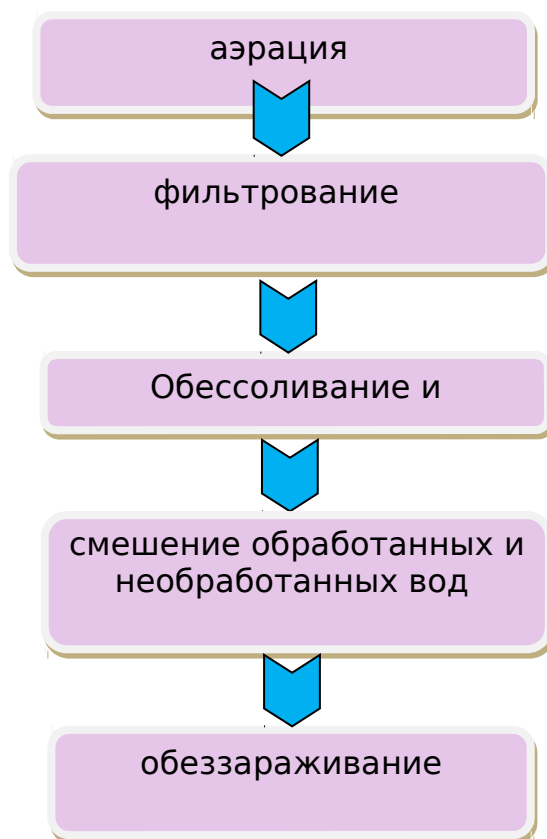 аэрация
фильтрование
Обессоливание и
смешение обработанных и
необработанных вод
обеззараживание